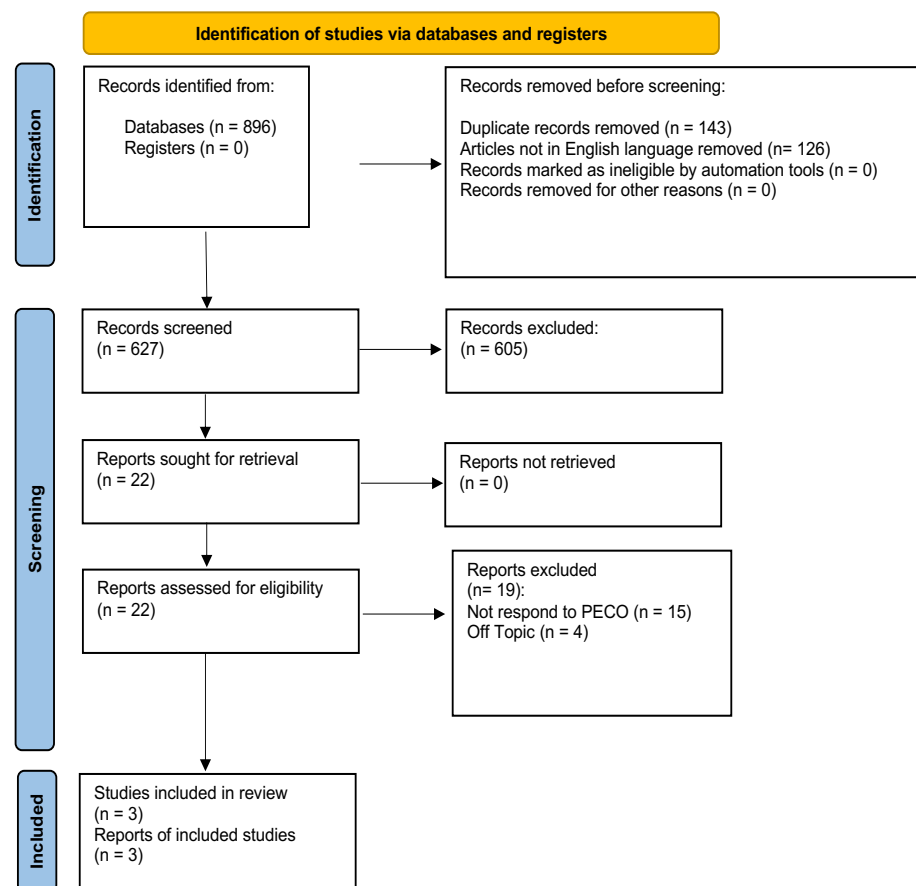 Identification of studies via databases and registers
Identification
Records identified from:
Databases (n = 896)
Registers (n = 0)
Records removed before screening:
Duplicate records removed (n = 143)
Articles not in English language removed (n= 126)
Records marked as ineligible by automation tools (n = 0)
Records removed for other reasons (n = 0)
Screening
Records screened
(n = 627)
Records excluded:
(n = 605)
Reports sought for retrieval
(n = 22)
Reports not retrieved
(n = 0)
Reports assessed for eligibility
(n = 22)
Reports excluded
(n= 19):
Not respond to PECO (n = 15)
Off Topic (n = 4)
Included
Studies included in review
(n = 3)
Reports of included studies
(n = 3)